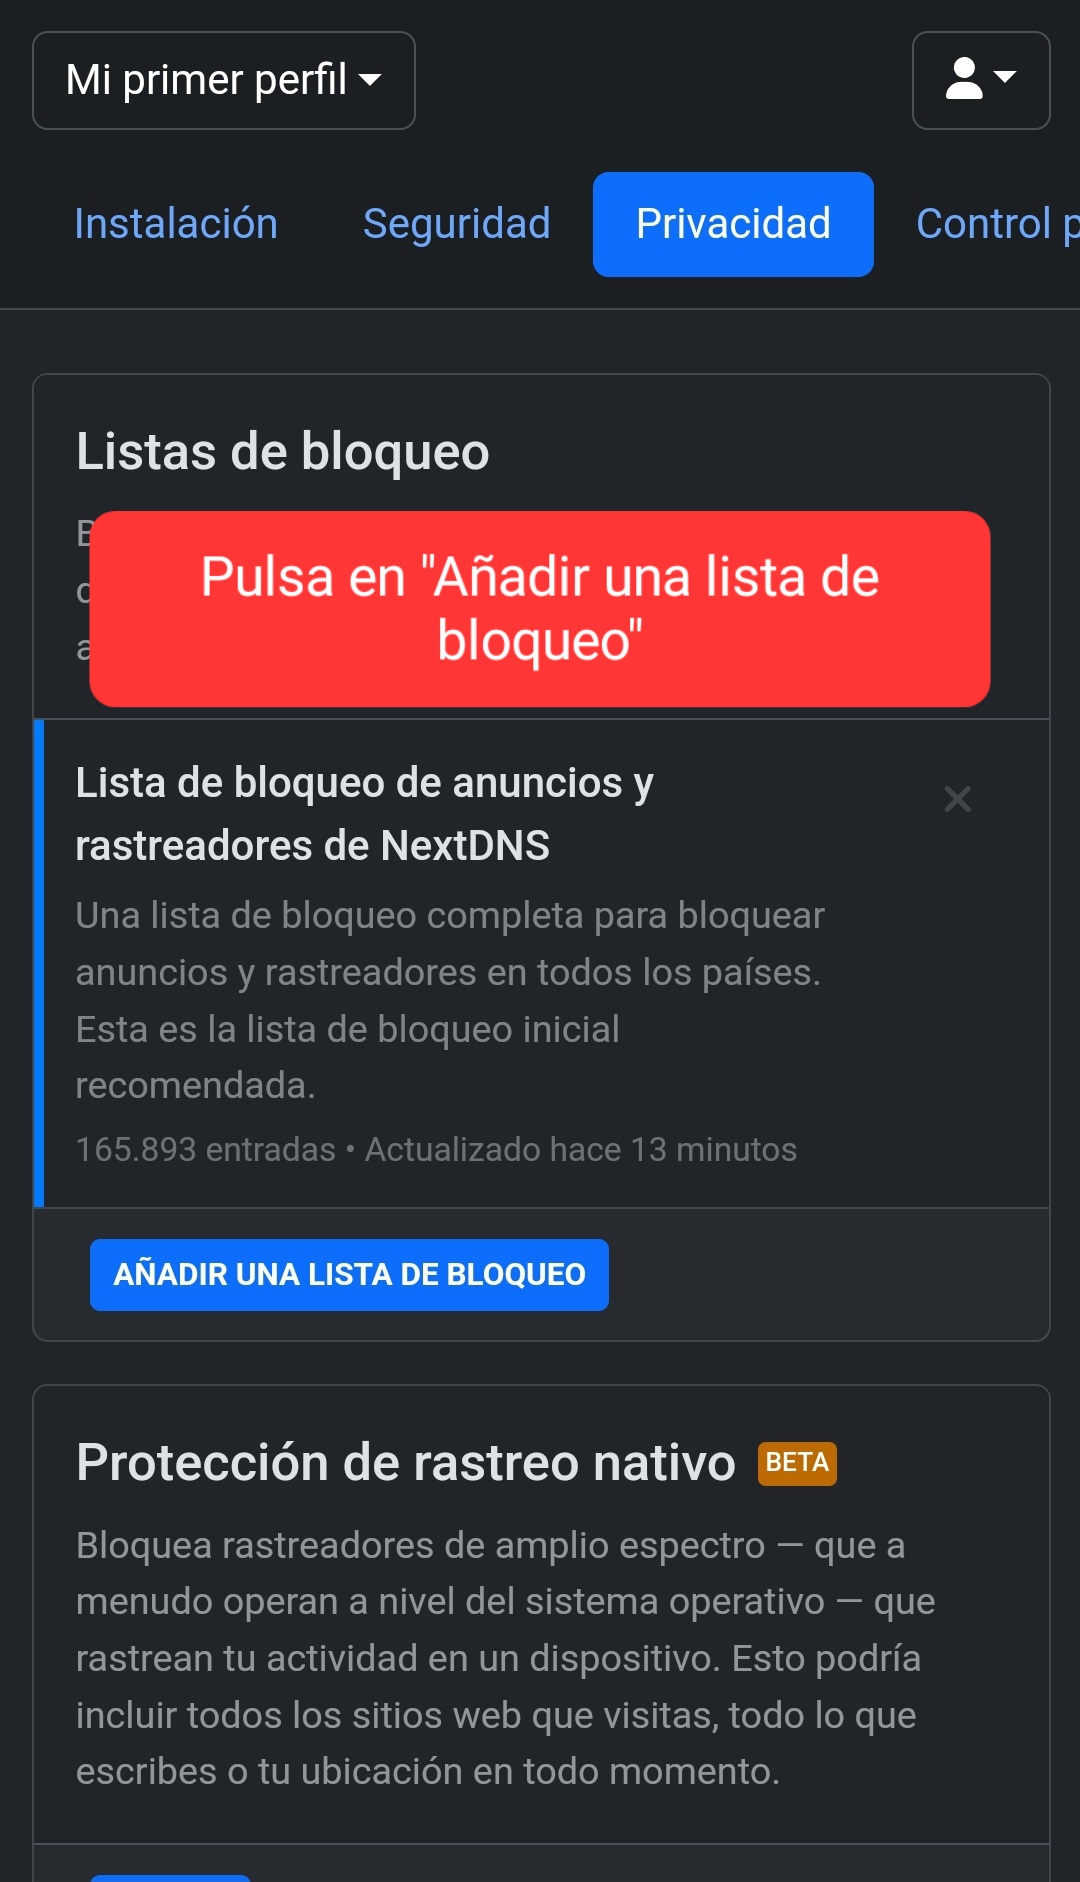 Mi primer perfil
Instalación Seguridad Privacidad Control
Listas de bloqueo
Pulsa en "Añadir una lista de
bloqueo"
Lista de bloqueo de anuncios y
rastreadores de NextDNS
Una lista de bloqueo completa para bloquear
anuncios y rastreadores en todos los países.
Esta es la lista de bloqueo inicial
recomendada.
165.893 entradas • Actualizado hace 13 minutos
AÑADIR UNA LISTA DE BLOQUEO
Protección de rastreo nativo BETA
Bloquea rastreadores de amplio espectro — que a
menudo operan a nivel del sistema operativo — que
rastrean tu actividad en un dispositivo. Esto podría
incluir todos los sitios web que visitas, todo lo que
escribes o tu ubicación en todo momento.